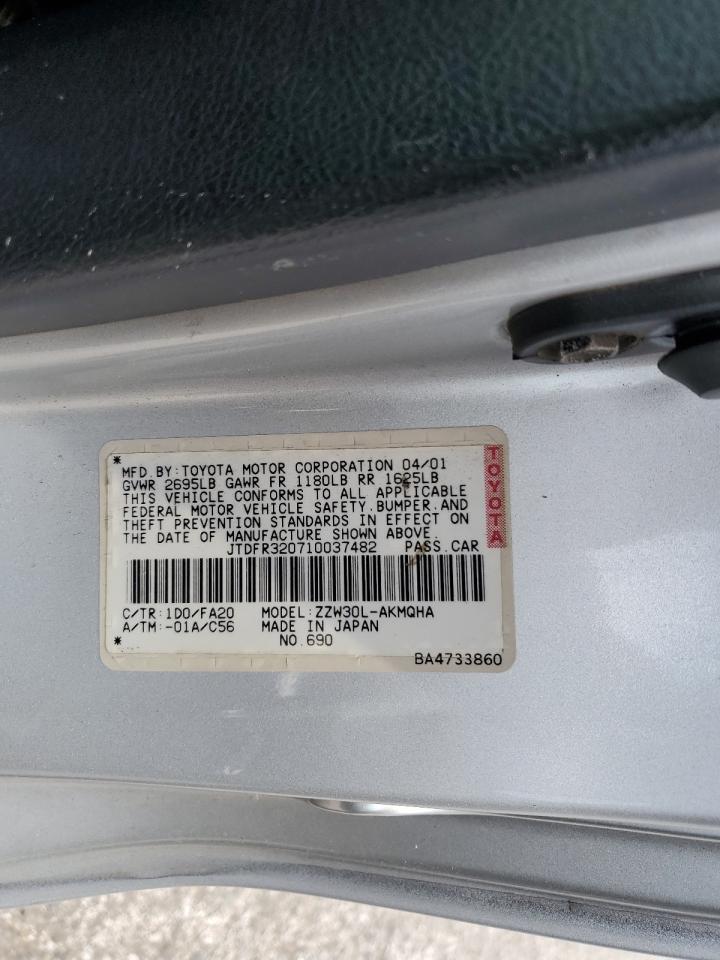 *
MFD.BY:TOYOTA MOTOR CORPORATION 04/01
GVWR 2695LB GAWR FR 1180LB RR 1625LB
THIS VEHICLE CONFORMS TO ALL APPLICABLE
FEDERAL MOTOR VEHICLE SAFETY,BUMPER,AND
THEFT PREVENTION STANDARDS IN EFFECT ON
THE DATE OF MANUFACTURE SHOWN ABOVE.
JTDFR320710037482 PASS.CAR
C/TR:1D0/FA20 MODEL:ZZW30L-AKMQHA
A/TM:-01A/C56 MADE IN JAPAN
* NO.690
BA4733860
TOYOTA